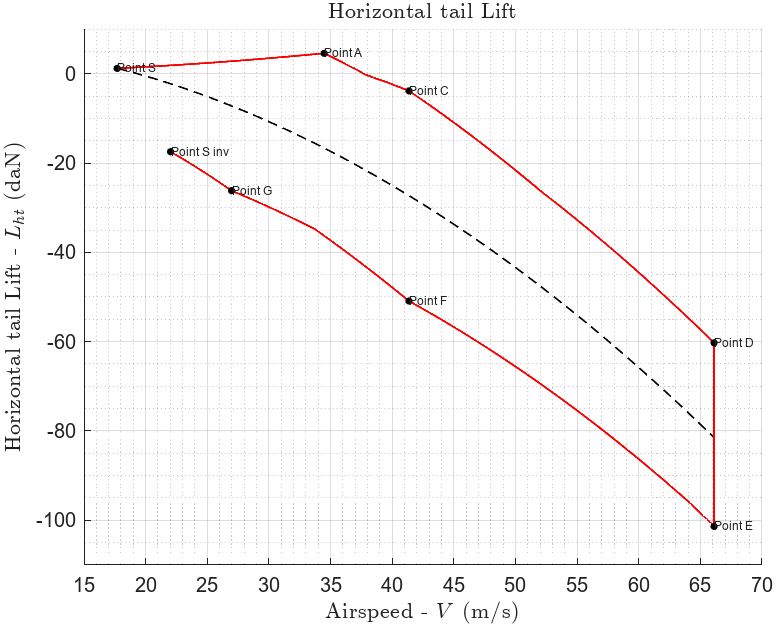 Horizontal tail Lift
Horizontal tail Lift - L_ht (daN)
0
-20
-40
-60
-80
-100
Point S
Point A
Point C
Point S inv
Point G
Point F
Point D
Point E
15 20 25 30 35 40 45 50 55 60 65 70
Airspeed - V (m/s)